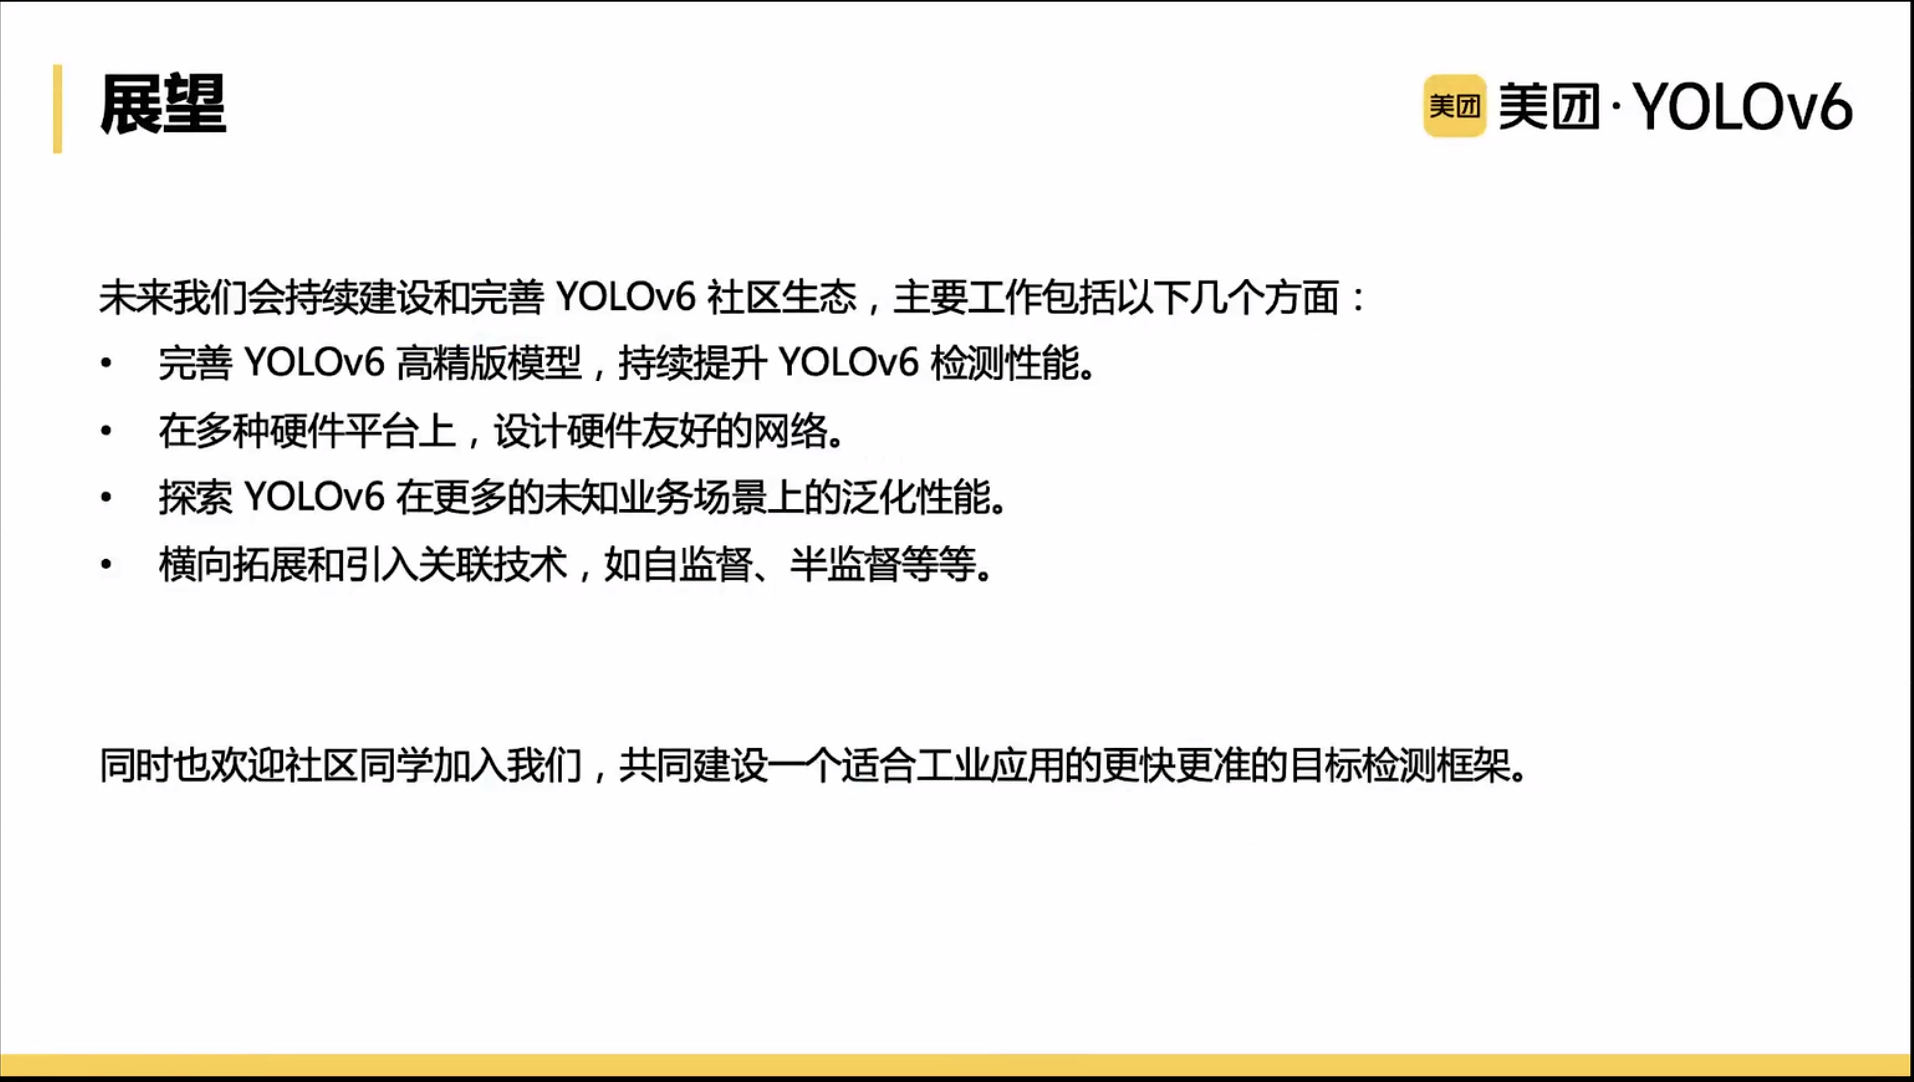 展望
美团 美团·YOLOv6
未来我们会持续建设和完善 YOLOv6 社区生态，主要工作包括以下几个方面：
• 完善 YOLOv6 高精版模型，持续提升 YOLOv6 检测性能。
• 在多种硬件平台上，设计硬件友好的网络。
• 探索 YOLOv6 在更多的未知业务场景上的泛化性能。
• 横向拓展和引入关联技术，如自监督、半监督等等。
同时也欢迎社区同学加入我们，共同建设一个适合工业应用的更快更准的目标检测框架。